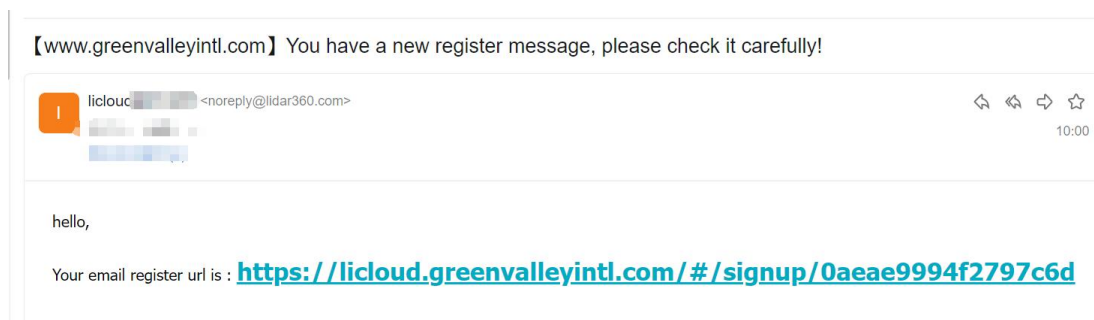 【www.greenvalleyintl.com】You have a new register message, please check it carefully!
I
licloud <noreply@lidar360.com>
10:00
hello,
Your email register url is : https://licloud.greenvalleyintl.com/#/signup/0aeae9994f2797c6d